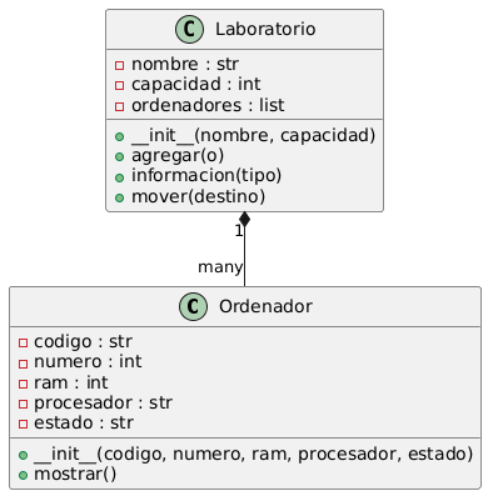 C Laboratorio
nombre : str
capacidad : int
ordenadores : list
__init__(nombre, capacidad)
agregar(o)
informacion(tipo)
mover(destino)
1
many
C Ordenador
codigo : str
numero : int
ram : int
procesador : str
estado : str
__init__(codigo, numero, ram, procesador, estado)
mostrar()